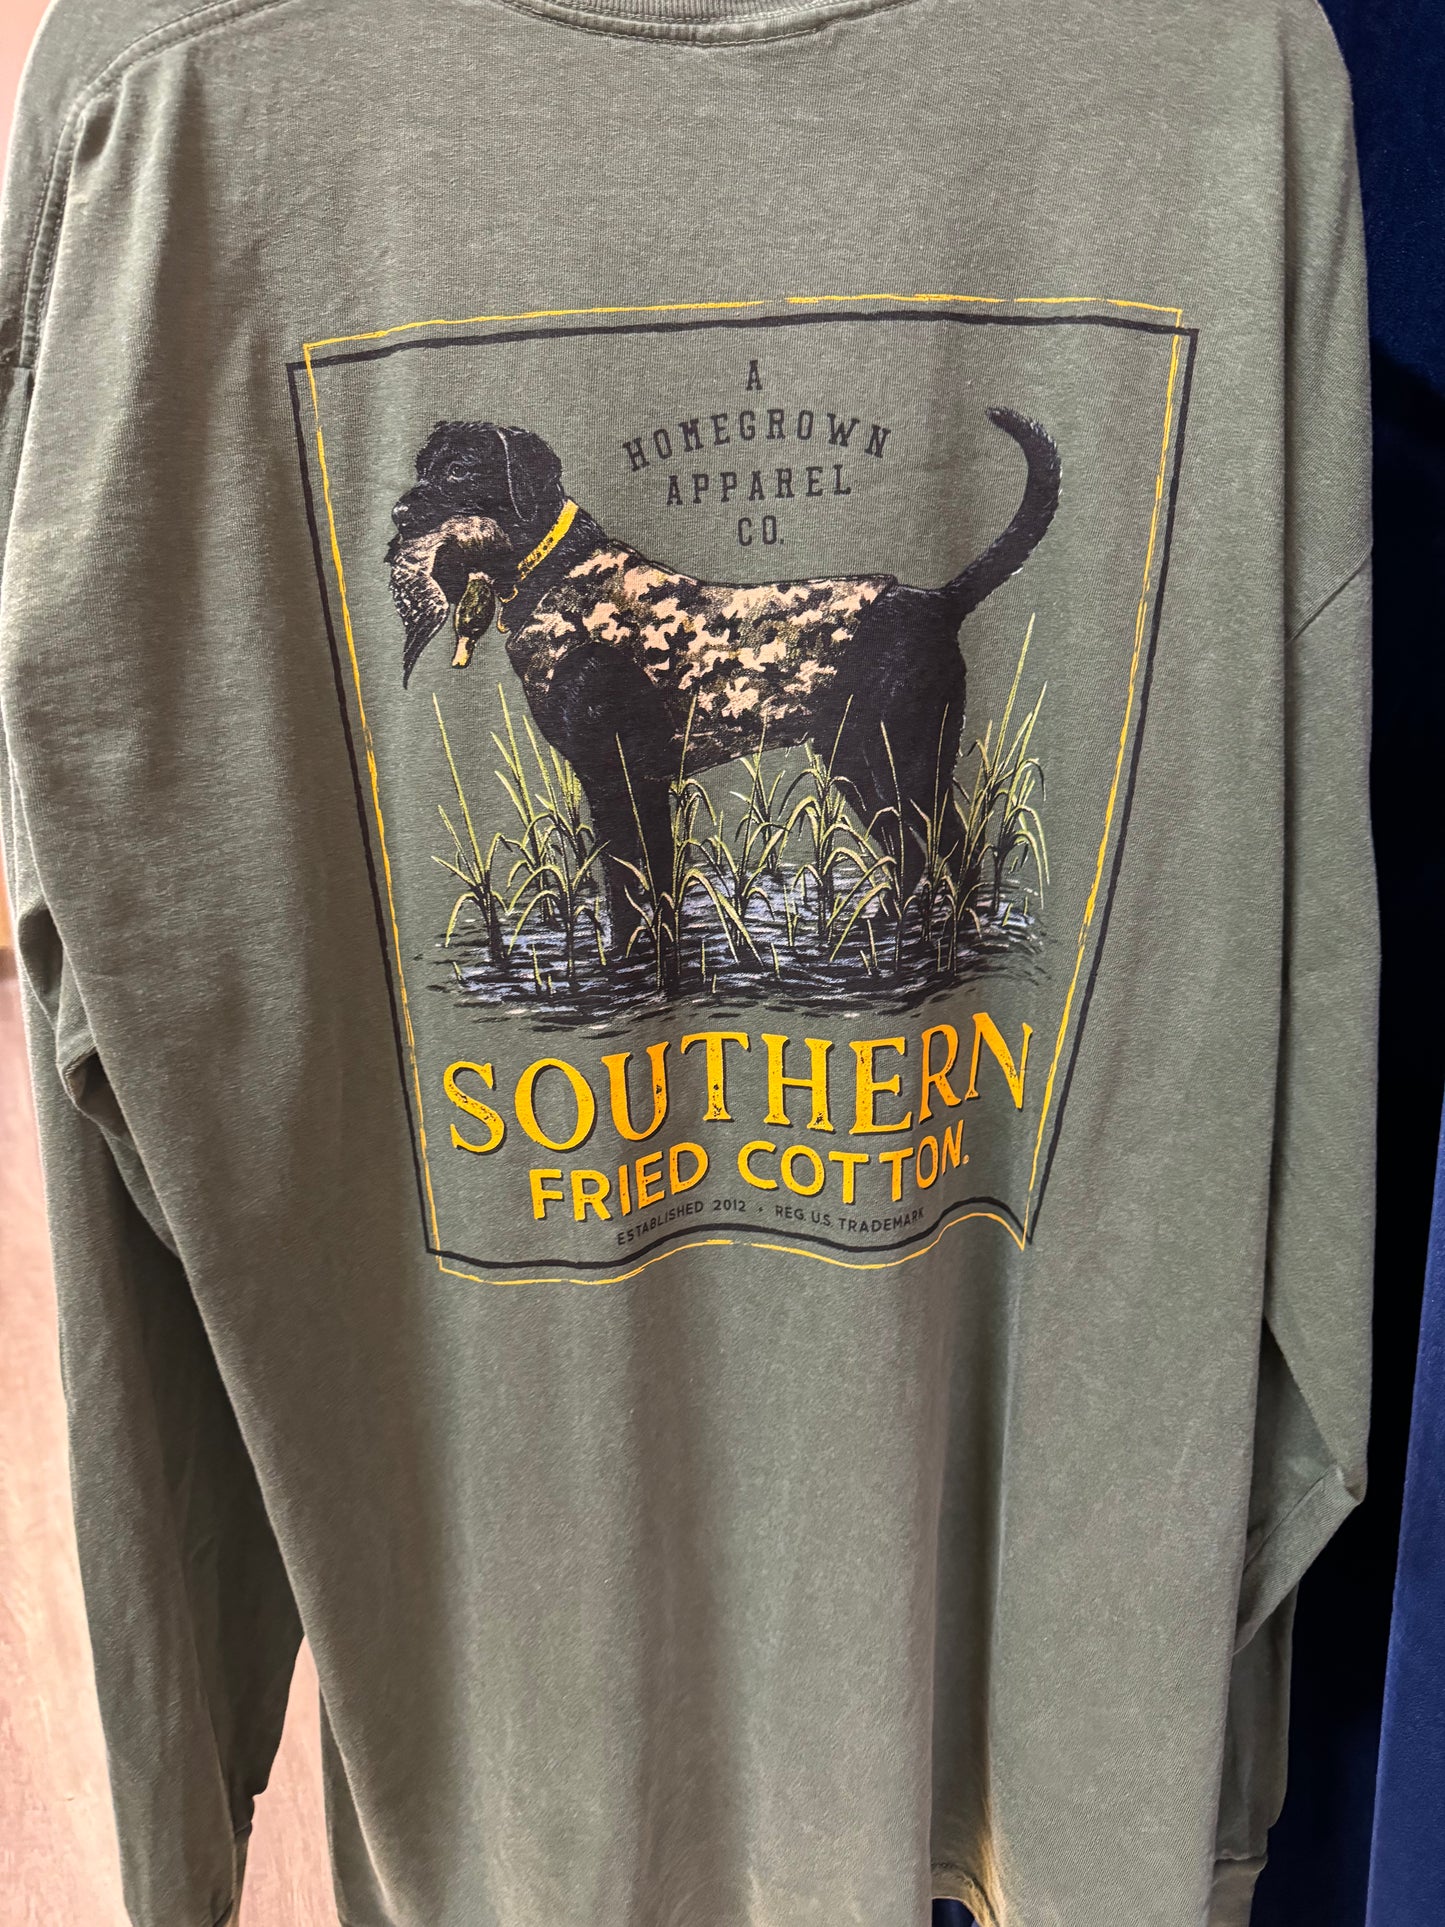 A
HOMEGROWN
APPAREL
CO.
SOUTHERN
FRIED COTTON.
ESTABLISHED 2012 • REG. U.S. TRADEMARK